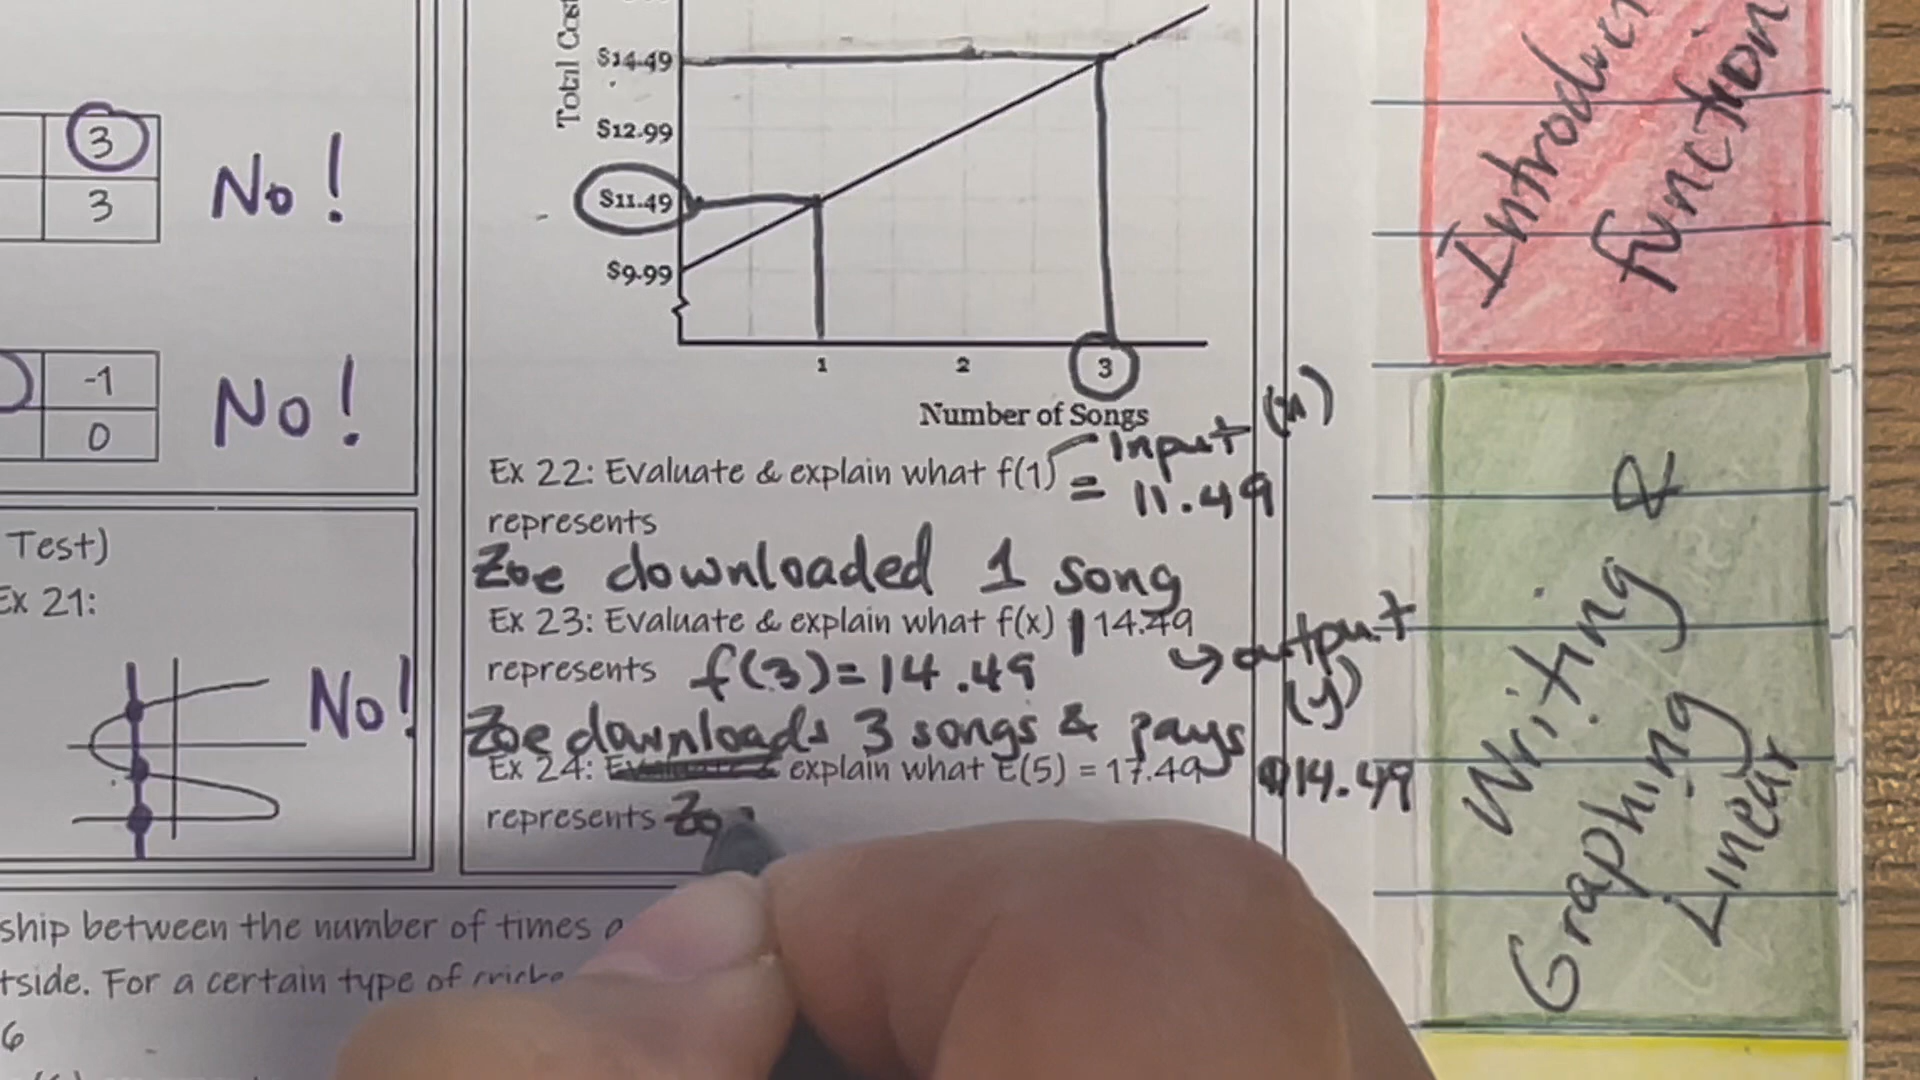 Total Cost
$14.49
$12.99
$11.49
$9.99
1 2 3
Number of Songs
Input (x)
Ex 22: Evaluate & explain what f(1) = 11.49
represents
Zoe downloaded 1 song
Ex 23: Evaluate & explain what f(x) 14.49
represents f(3)=14.49
output
(y)
Zoe downloads 3 songs & pays
$14.49
Ex 24: Evaluate & explain what E(5) = 17.49
represents Zo
3
No!
3
-1
No!
0
Test)
Ex 21:
No!
ship between the number of times
tside. For a certain type of
6
Function
Writing &
Graphing
Linear